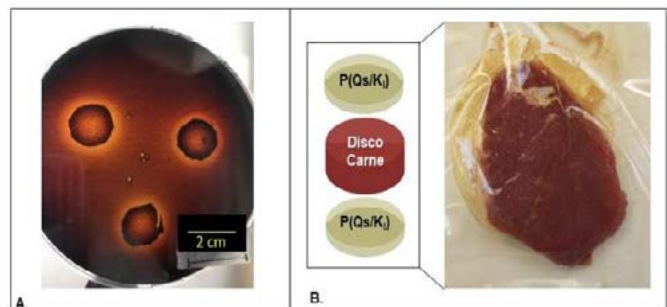 2 cm
A.
P(Qs/Ki)
Disco
Carne
P(Qs/Ki)
B.